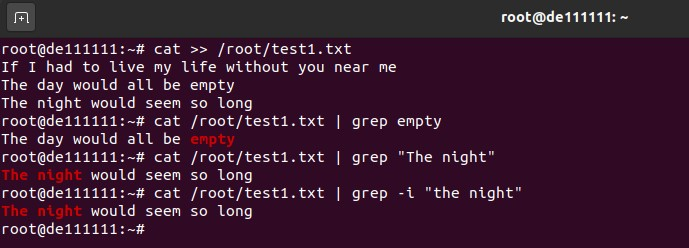 root@de111111: ~
root@de111111:~# cat >> /root/test1.txt
If I had to live my life without you near me
The day would all be empty
The night would seem so long
root@de111111:~# cat /root/test1.txt | grep empty
The day would all be empty
root@de111111:~# cat /root/test1.txt | grep "The night"
The night would seem so long
root@de111111:~# cat /root/test1.txt | grep -i "the night"
The night would seem so long
root@de111111:~#